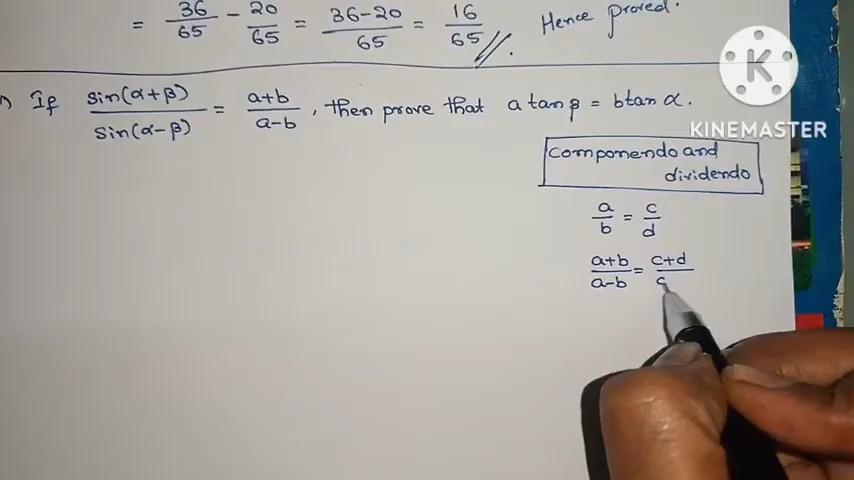 = 36/65 - 20/65 = 36-20/65 = 16/65 // . Hence proved.
If sin(α+β)/sin(α-β) = a+b/a-b , then prove that a tan β = b tan α.
K
KINEMASTER
componendo and
dividendo
a/b = c/d
a+b/a-b = c+d/c